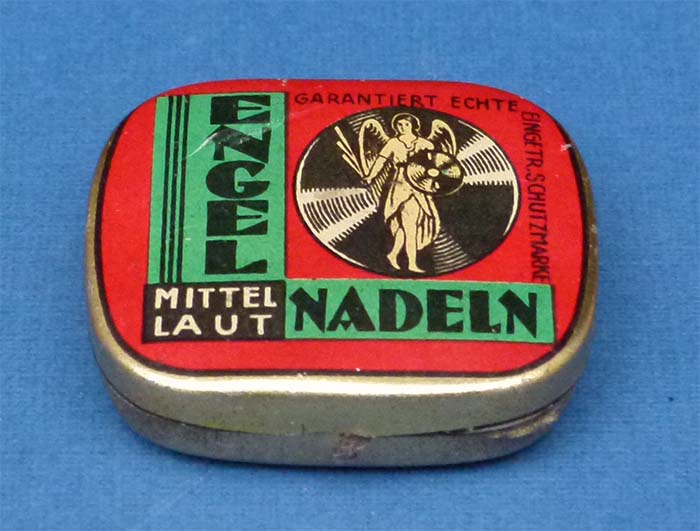 GARANTIERT ECHTE
EINGETR. SCHUTZMARKE
ENGEL
MITTEL
LAUT
NADELN